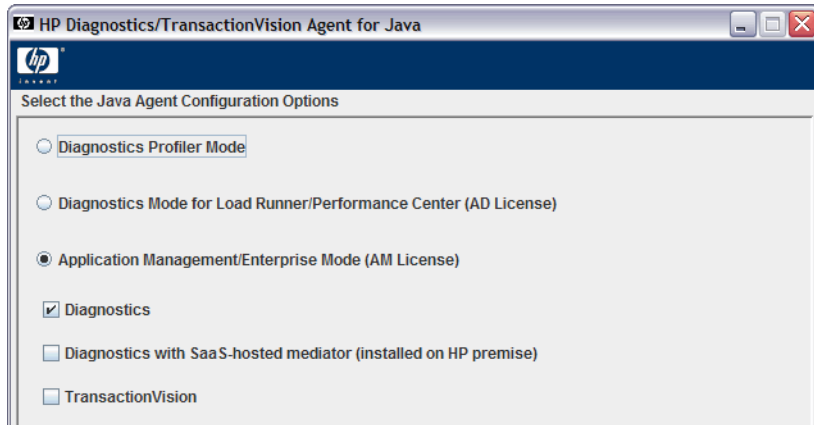 HP Diagnostics/TransactionVision Agent for Java
hp
invent
Select the Java Agent Configuration Options
Diagnostics Profiler Mode
Diagnostics Mode for Load Runner/Performance Center (AD License)
Application Management/Enterprise Mode (AM License)
Diagnostics
Diagnostics with SaaS-hosted mediator (installed on HP premise)
TransactionVision